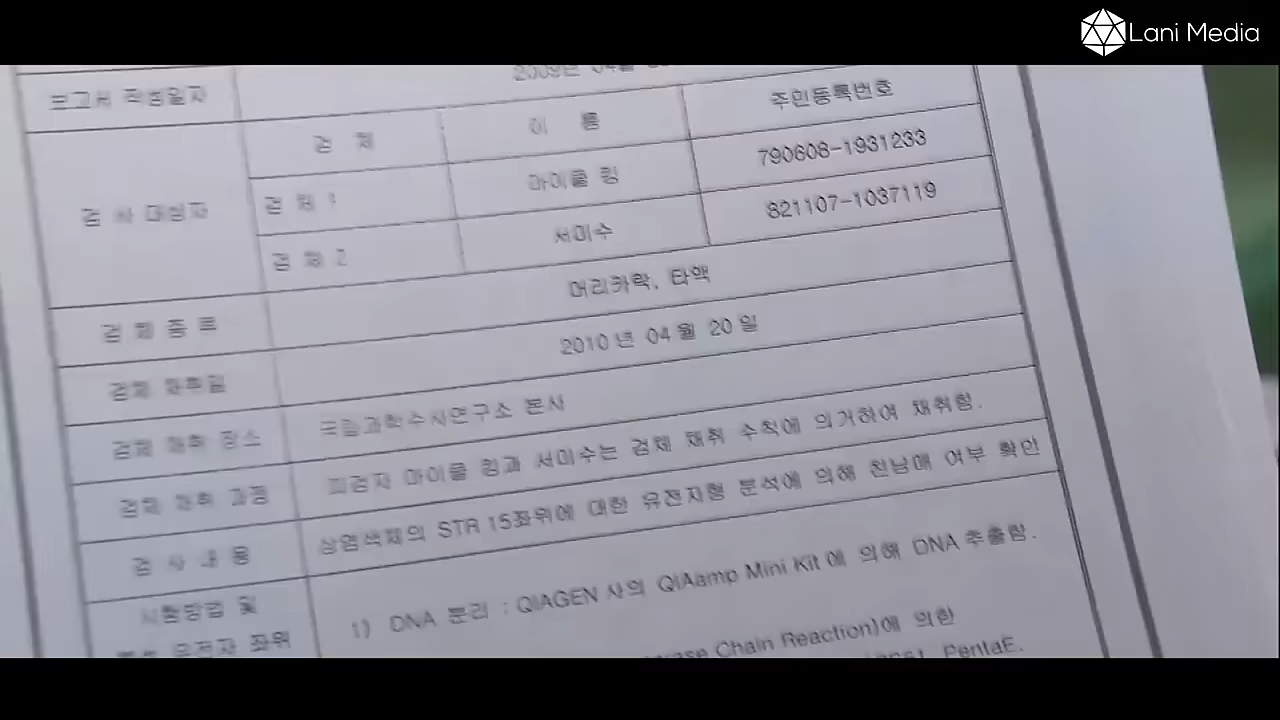 Lani Media
보고서 작성일자
검 사 대상자
검 체
이 름
주민등록번호
검 체 1
마이클 킹
790608-1931233
검 체 2
서미수
821107-1037119
검 체 종 류
머리카락, 타액
검체 채취일
2010 년 04 월 20 일
검체 채취 장소
국립과학수사연구소 본사
검체 채취 과정
피검자 마이클 킹과 서미수는 검체 채취 수칙에 의거하여 채취함.
검 사 내 용
상염색체의 STR 15좌위에 대한 유전자형 분석에 의해 친남매 여부 확인
시험방법 및
유전자 좌위
1) DNA 분리 : QIAGEN 사의 QIAamp Mini Kit 에 의해 DNA 추출함.
Chain Reaction)에 의한
PentaE.